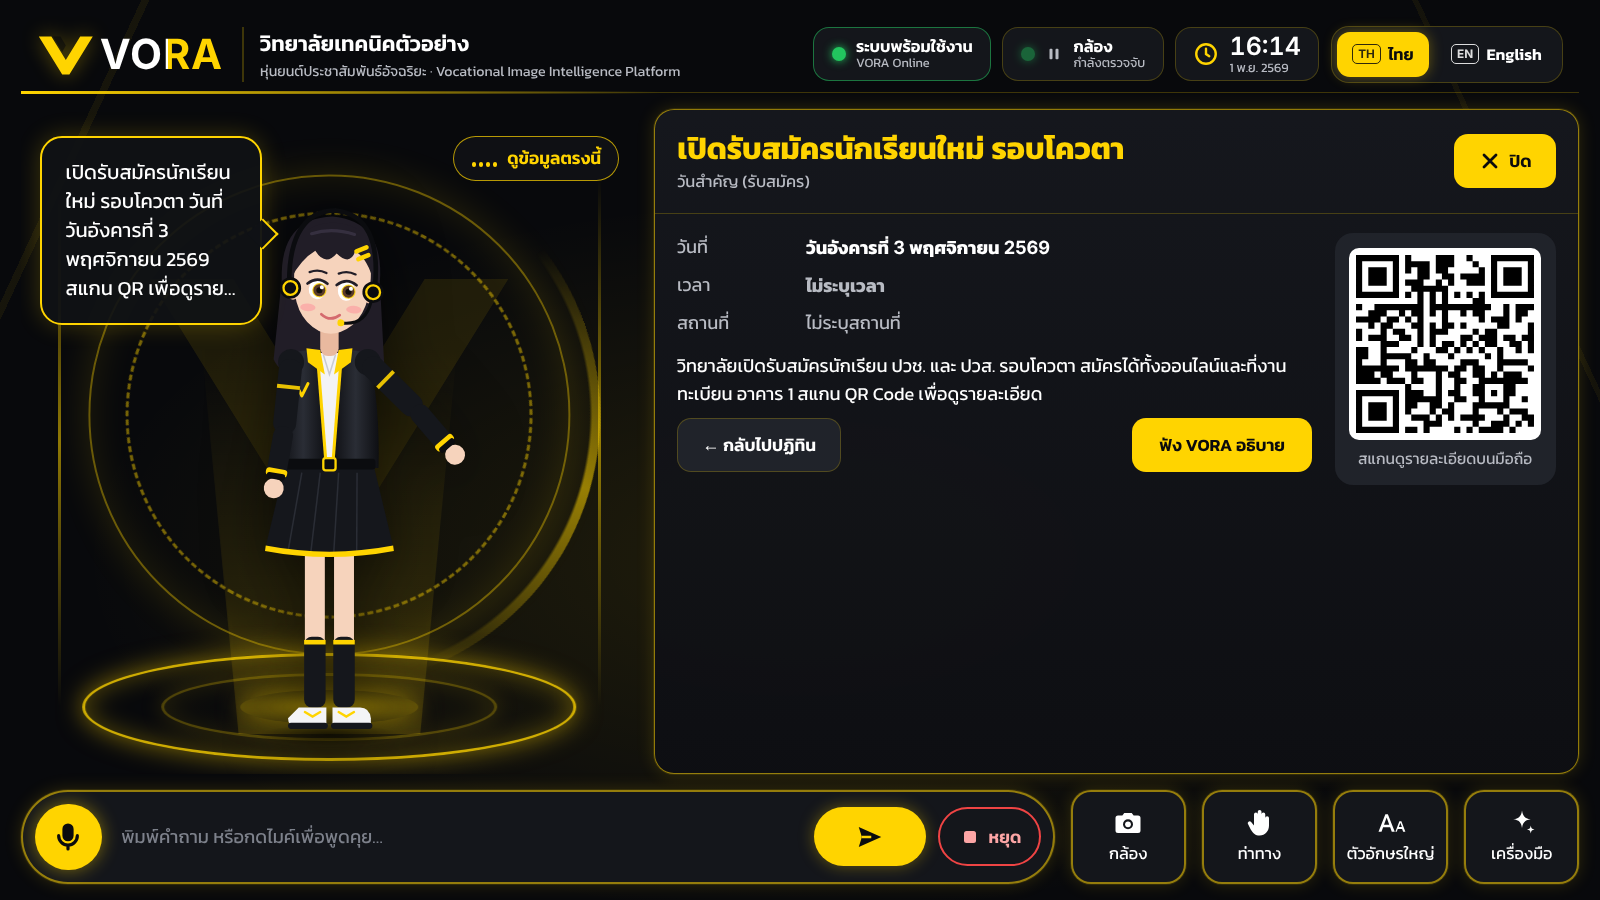 VORA
วิทยาลัยเทคนิคตัวอย่าง
หุ่นยนต์ประชาสัมพันธ์อัจฉริยะ · Vocational Image Intelligence Platform
ระบบพร้อมใช้งาน
VORA Online
กล้อง
กำลังตรวจจับ
16:14
1 พ.ย. 2569
TH ไทย
EN English
เปิดรับสมัครนักเรียน
ใหม่ รอบโควตา วันที่
วันอังคารที่ 3
พฤศจิกายน 2569
สแกน QR เพื่อดูราย...
.... ดูข้อมูลตรงนี้
เปิดรับสมัครนักเรียนใหม่ รอบโควตา
วันสำคัญ (รับสมัคร)
✕ ปิด
วันที่ วันอังคารที่ 3 พฤศจิกายน 2569
เวลา ไม่ระบุเวลา
สถานที่ ไม่ระบุสถานที่
วิทยาลัยเปิดรับสมัครนักเรียน ปวช. และ ปวส. รอบโควตา สมัครได้ทั้งออนไลน์และที่งาน
ทะเบียน อาคาร 1 สแกน QR Code เพื่อดูรายละเอียด
← กลับไปปฏิทิน
ฟัง VORA อธิบาย
สแกนดูรายละเอียดบนมือถือ
พิมพ์คำถาม หรือกดไมค์เพื่อพูดคุย...
หยุด
กล้อง
ท่าทาง
AA
ตัวอักษรใหญ่
เครื่องมือ